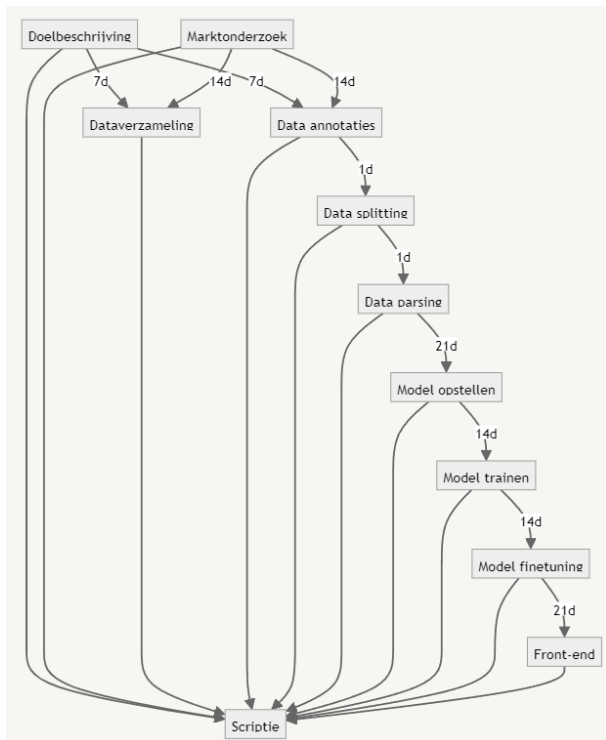 Doelbeschrijving
Marktonderzoek
7d
14d
7d
14d
Dataverzameling
Data annotaties
1d
Data splitting
1d
Data parsing
21d
Model opstellen
14d
Model trainen
14d
Model finetuning
21d
Front-end
Scriptie